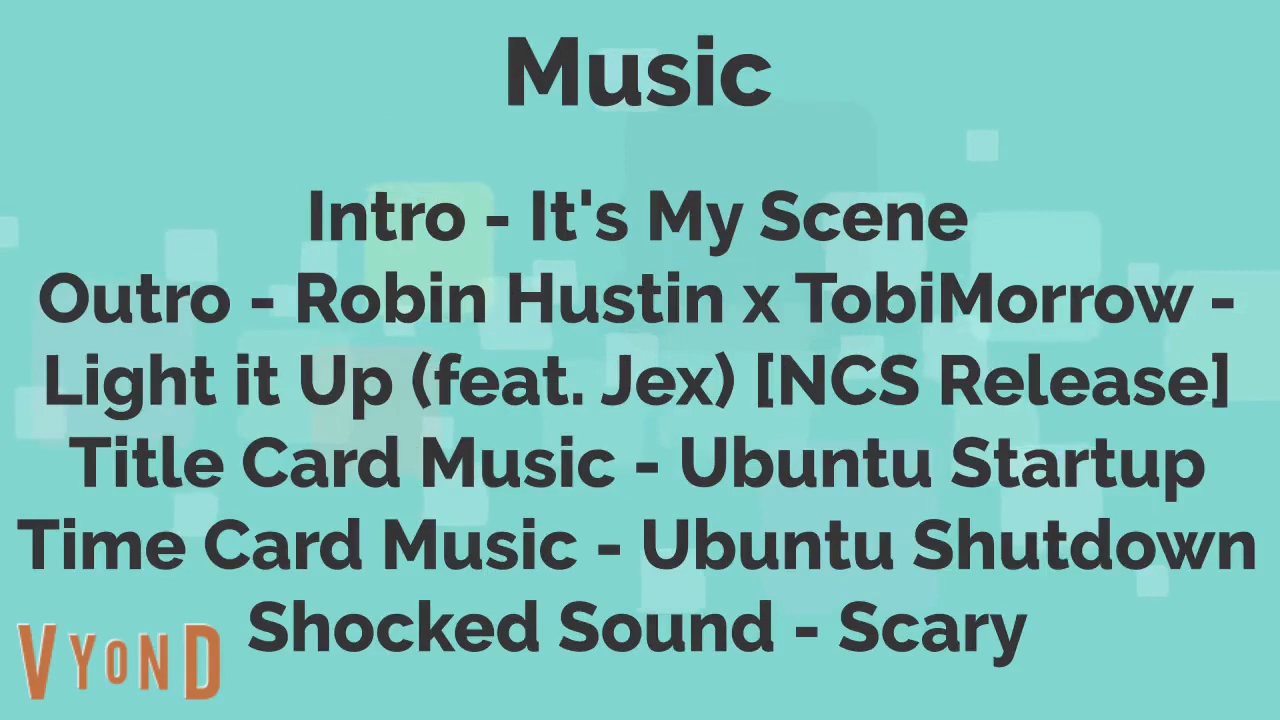 Music
Intro - It's My Scene
Outro - Robin Hustin x TobiMorrow -
Light it Up (feat. Jex) [NCS Release]
Title Card Music - Ubuntu Startup
Time Card Music - Ubuntu Shutdown
Shocked Sound - Scary
VYOND